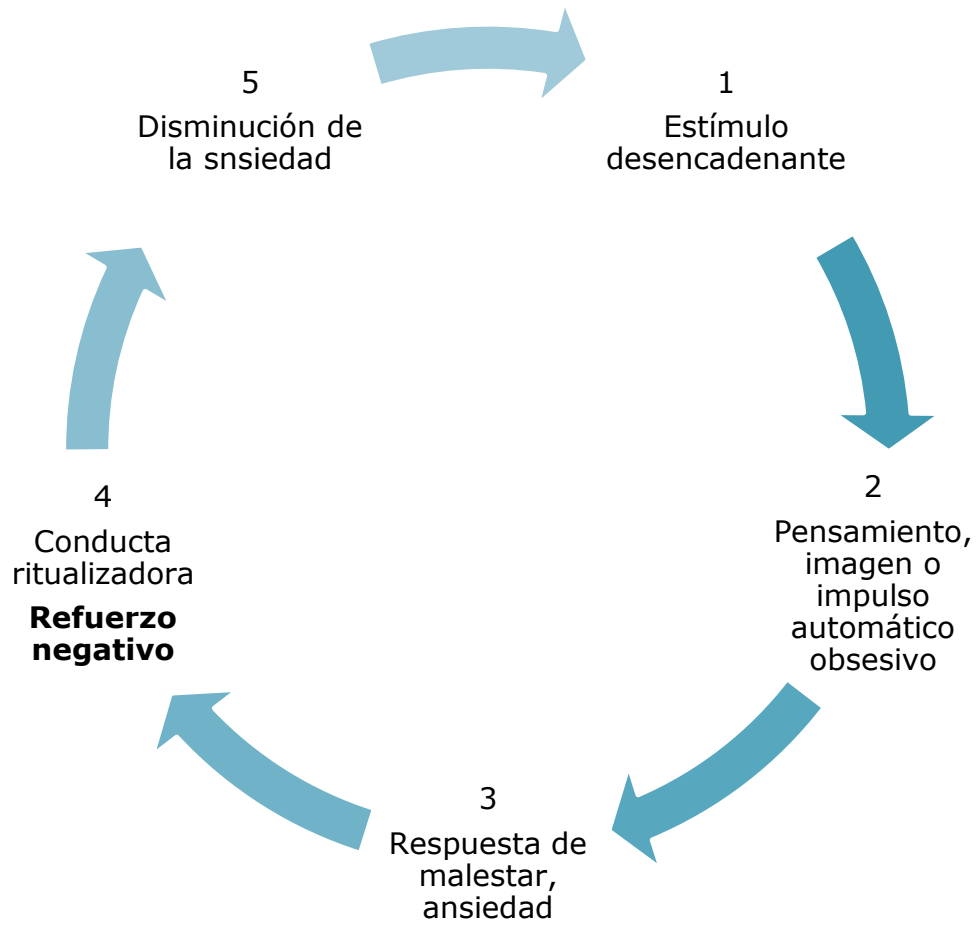 1
Estímulo
desencadenante
2
Pensamiento,
imagen o
impulso
automático
obsesivo
3
Respuesta de
malestar,
ansiedad
4
Conducta
ritualizadora
Refuerzo
negativo
5
Disminución de
la snsiedad